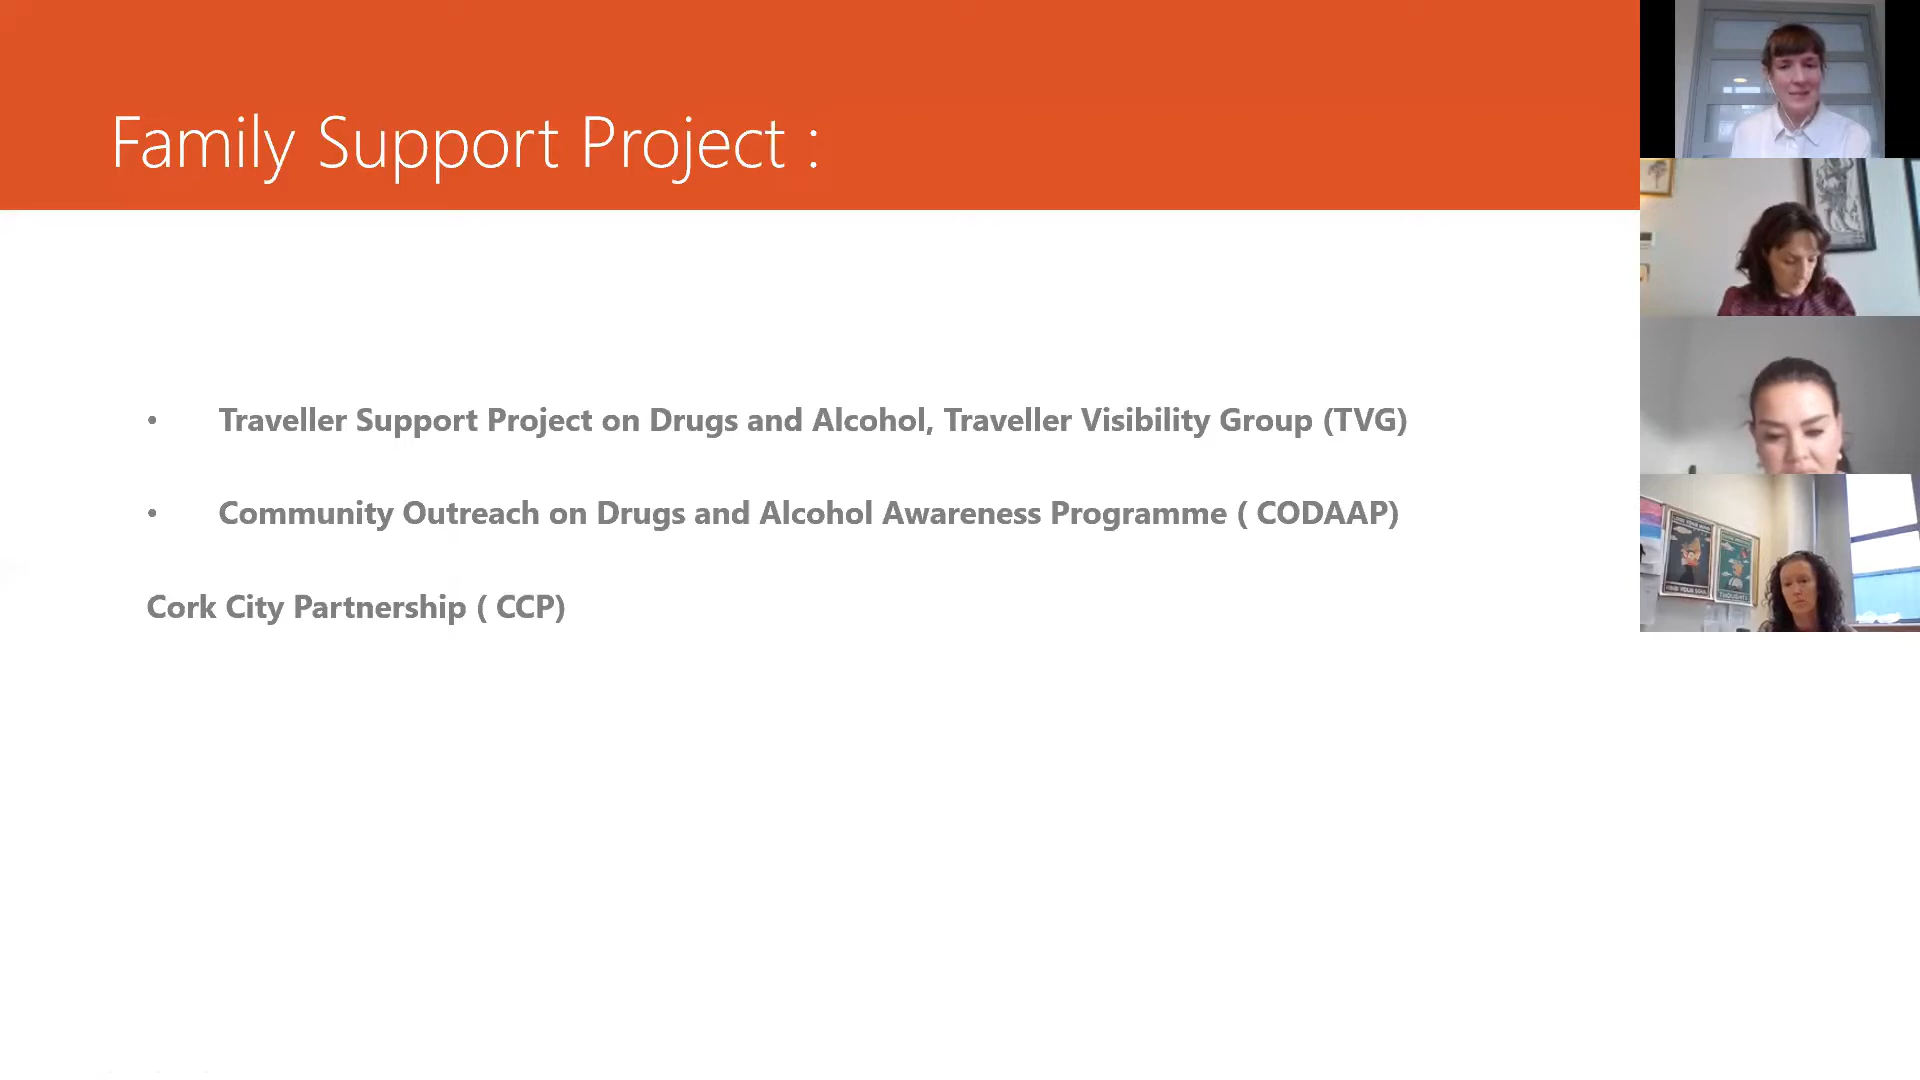 Family Support Project :
• Traveller Support Project on Drugs and Alcohol, Traveller Visibility Group (TVG)
• Community Outreach on Drugs and Alcohol Awareness Programme ( CODAAP)
Cork City Partnership ( CCP)